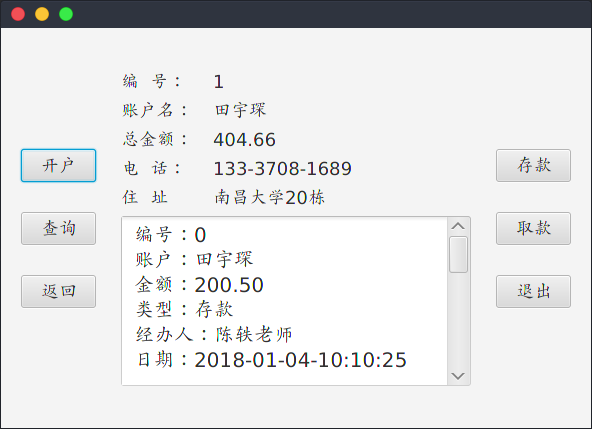 编 号： 1
账户名： 田宇琛
总金额： 404.66
电 话： 133-3708-1689
住 址 南昌大学20栋
开户
查询
返回
编号：0
账户：田宇琛
金额：200.50
类型：存款
经办人：陈轶老师
日期：2018-01-04-10:10:25
存款
取款
退出